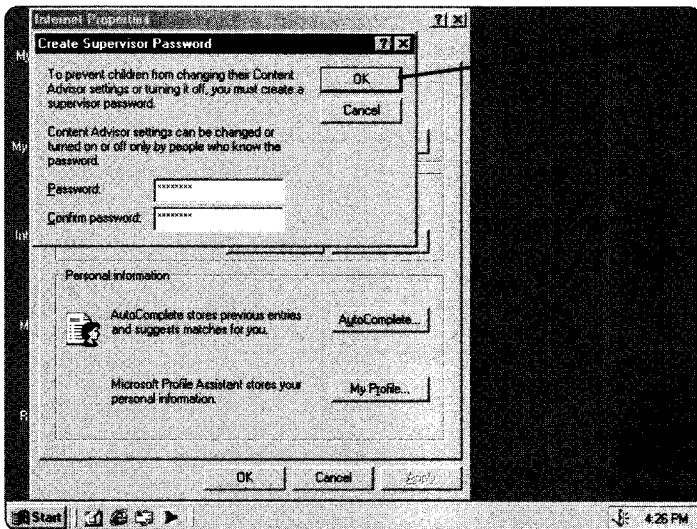 Internet Properties
Create Supervisor Password
To prevent children from changing their Content
Advisor settings or turning it off, you must create a
supervisor password.
OK
Cancel
Content Advisor settings can be changed or
turned on or off only by people who know the
password.
Password:
xxxxxxxx
Confirm password:
xxxxxxxx
Personal information
AutoComplete stores previous entries
and suggests matches for you.
AutoComplete...
Microsoft Profile Assistant stores your
personal information.
My Profile...
OK
Cancel
Apply
Start
4:26 PM